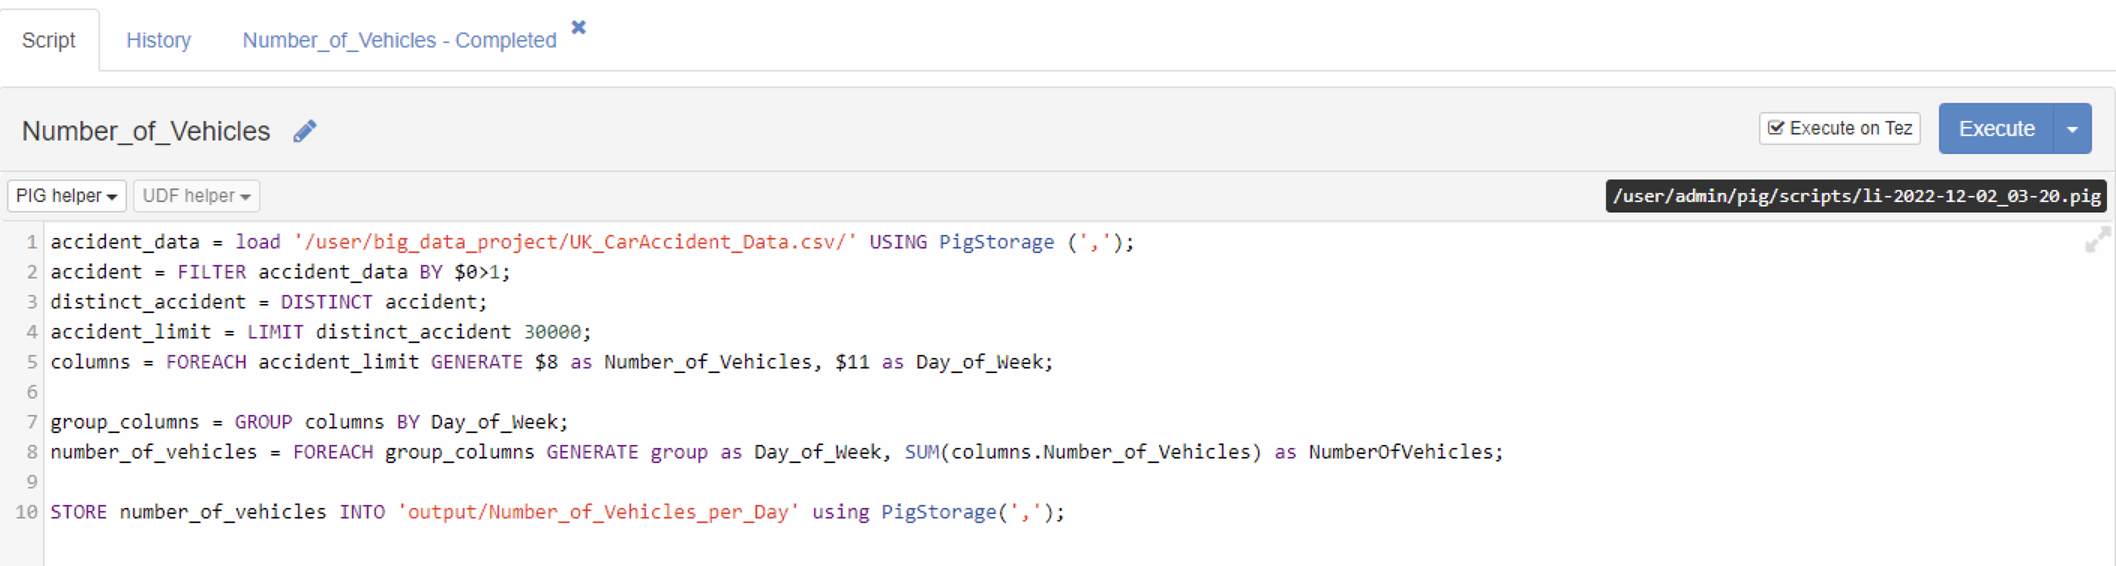 Script History Number_of_Vehicles - Completed ✖
Number_of_Vehicles Execute on Tez Execute
PIG helper UDF helper /user/admin/pig/scripts/li-2022-12-02_03-20.pig
1 accident_data = load '/user/big_data_project/UK_CarAccident_Data.csv/' USING PigStorage (',');
2 accident = FILTER accident_data BY $0>1;
3 distinct_accident = DISTINCT accident;
4 accident_limit = LIMIT distinct_accident 30000;
5 columns = FOREACH accident_limit GENERATE $8 as Number_of_Vehicles, $11 as Day_of_Week;
6
7 group_columns = GROUP columns BY Day_of_Week;
8 number_of_vehicles = FOREACH group_columns GENERATE group as Day_of_Week, SUM(columns.Number_of_Vehicles) as NumberOfVehicles;
9
10 STORE number_of_vehicles INTO 'output/Number_of_Vehicles_per_Day' using PigStorage(',');